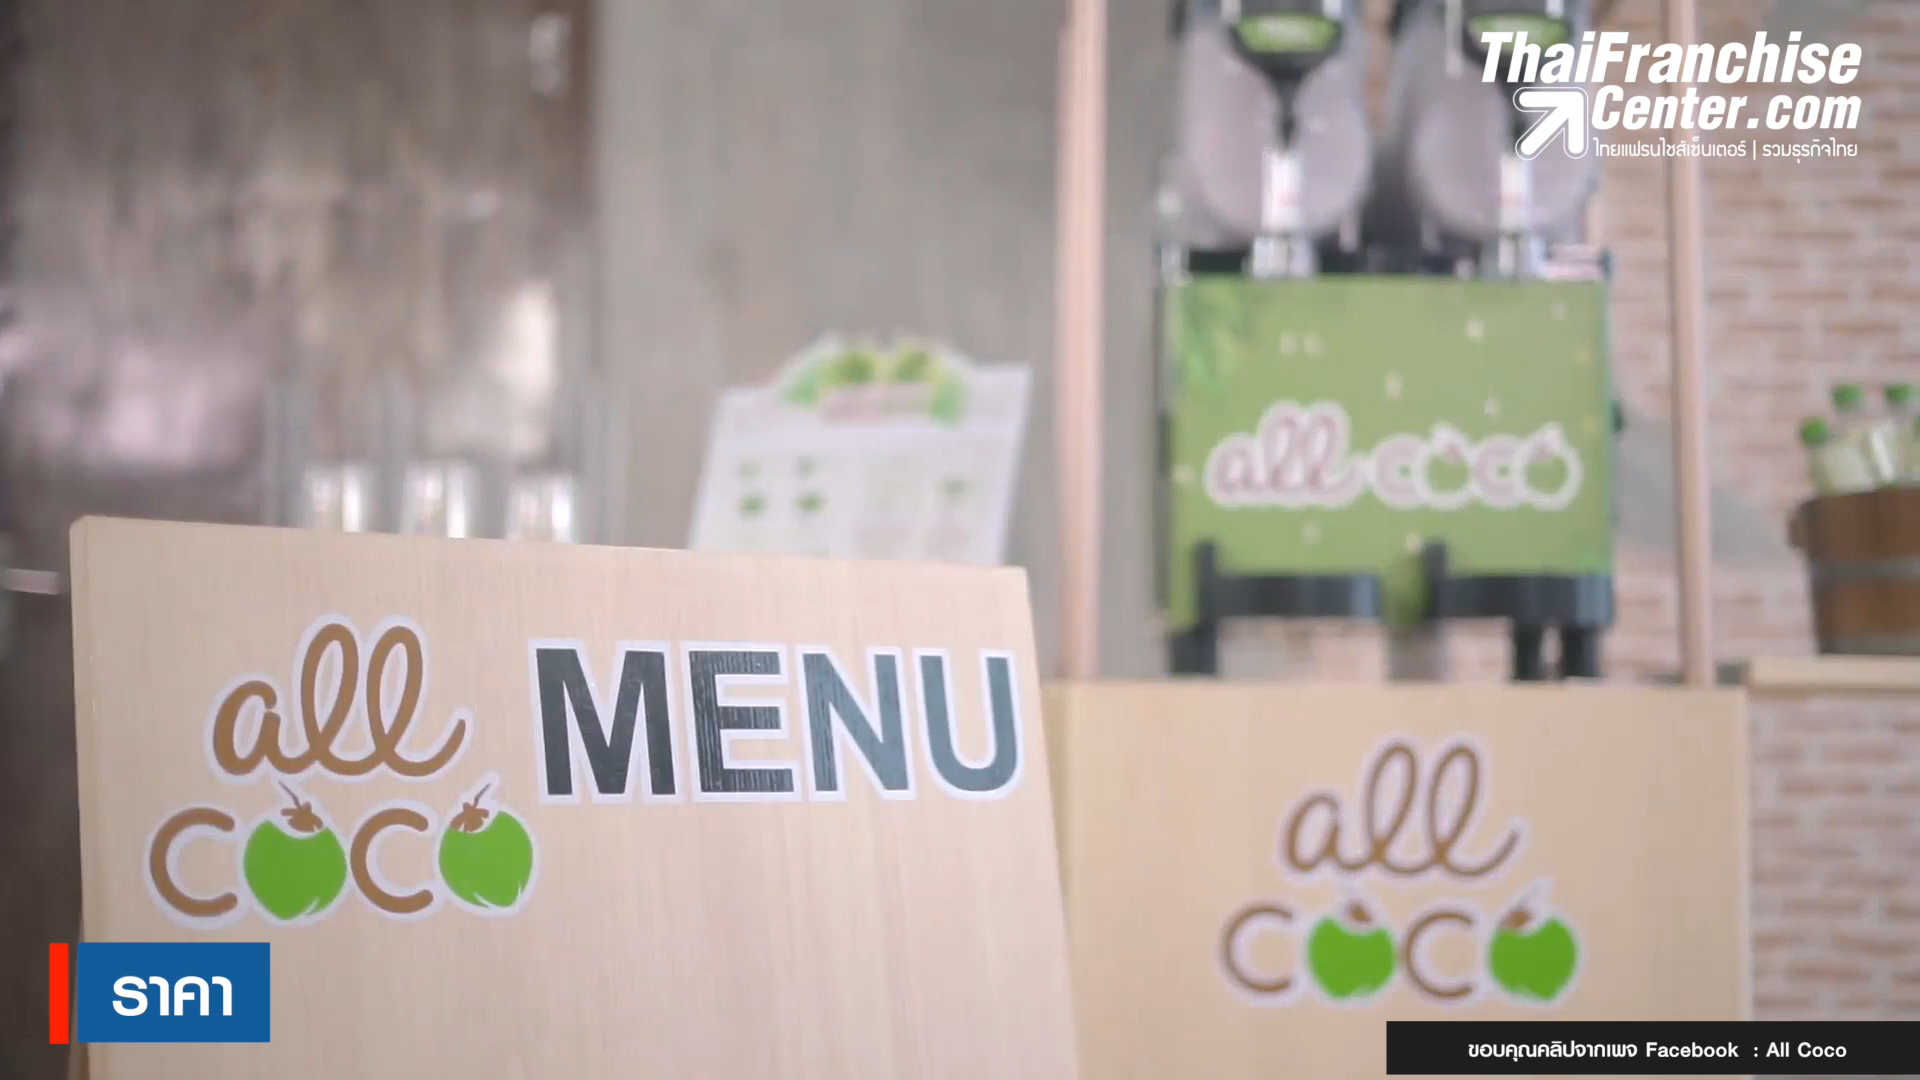 ThaiFranchise
Center.com
ไทยแฟรนไชส์เซ็นเตอร์ | รวมธุรกิจไทย
all coco
all MENU
coco
all
coco
ราคา
ขอบคุณคลิปจากเพจ Facebook : All Coco